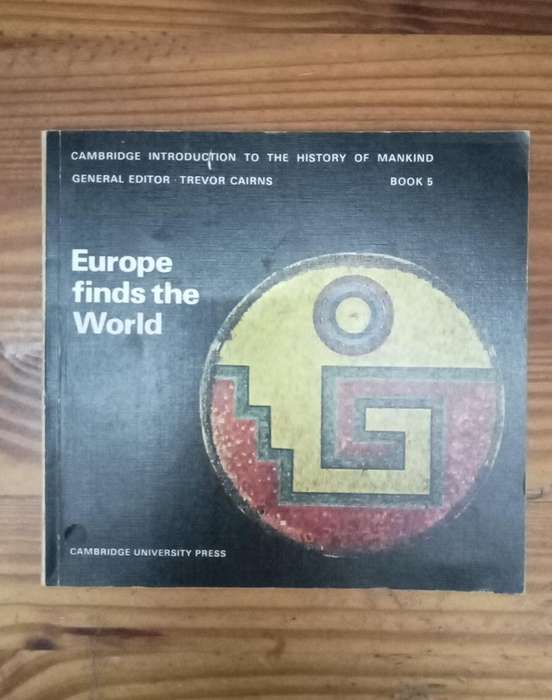 CAMBRIDGE INTRODUCTION TO THE HISTORY OF MANKIND
GENERAL EDITOR · TREVOR CAIRNS BOOK 5
Europe
finds the
World
CAMBRIDGE UNIVERSITY PRESS